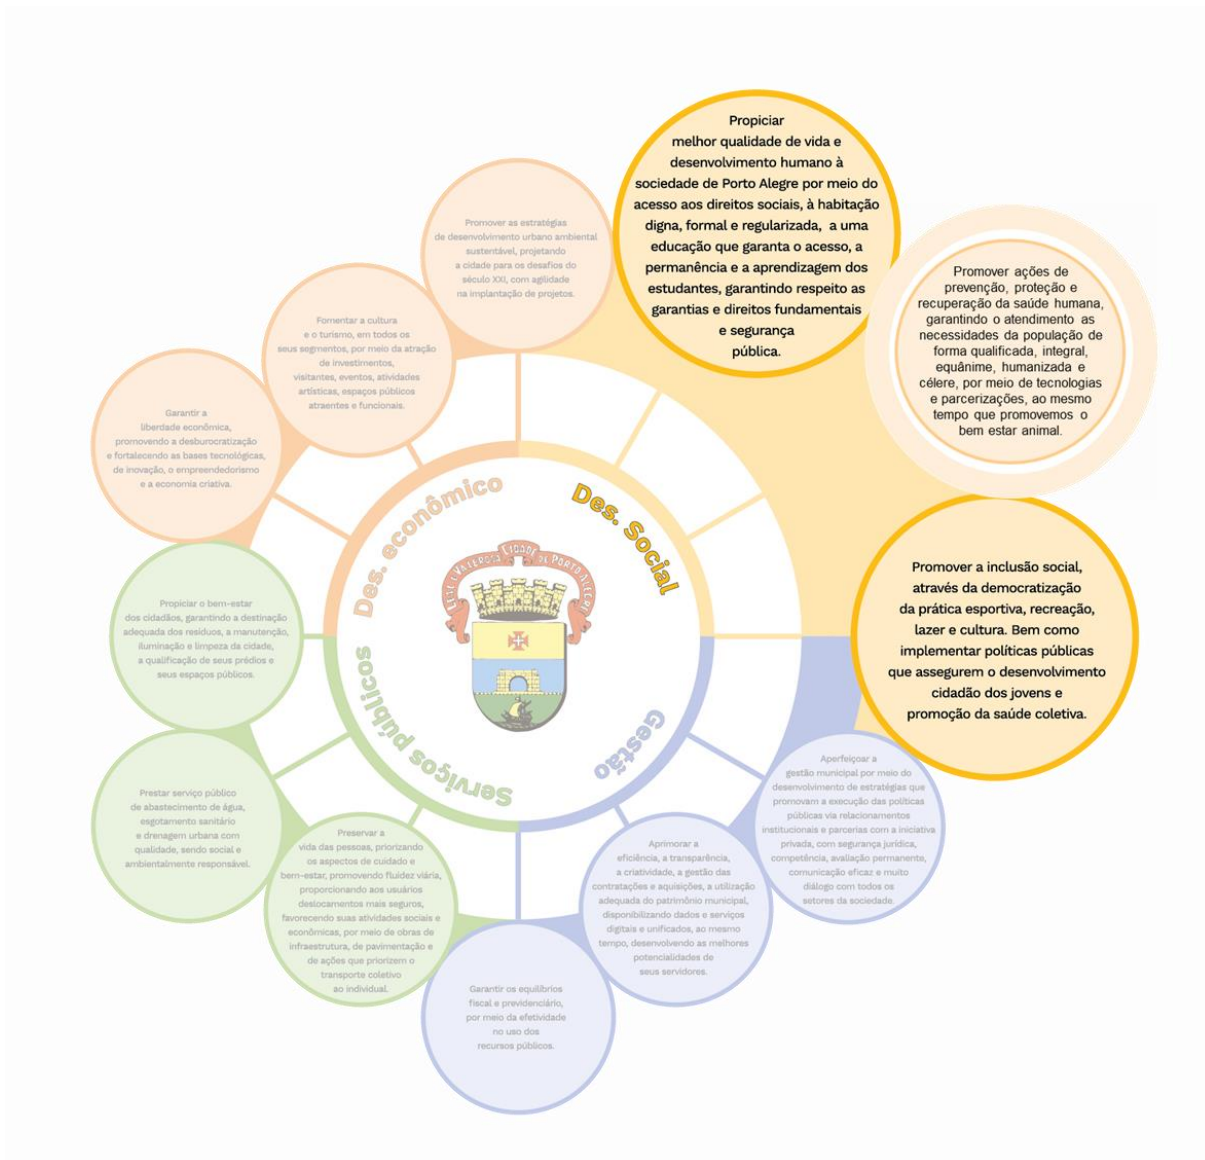 Propiciar
melhor qualidade de vida e
desenvolvimento humano à
sociedade de Porto Alegre por meio do
acesso aos direitos sociais, à habitação
digna, formal e regularizada, a uma
educação que garanta o acesso, a
permanência e a aprendizagem dos
estudantes, garantindo respeito as
garantias e direitos fundamentais
e segurança
pública.
Promover ações de
prevenção, proteção e
recuperação da saúde humana,
garantindo o atendimento as
necessidades da população de
forma qualificada, integral,
equânime, humanizada e
célere, por meio de tecnologias
e parcerizações, ao mesmo
tempo que promovemos o
bem estar animal.
Promover a inclusão social,
através da democratização
da prática esportiva, recreação,
lazer e cultura. Bem como
implementar políticas públicas
que assegurem o desenvolvimento
cidadão dos jovens e
promoção da saúde coletiva.
Promover as estratégias
de desenvolvimento urbano ambiental
sustentável, projetando
a cidade para os desafios do
século XXI, com agilidade
na implantação de projetos.
Fomentar a cultura
e o turismo, em todos os
seus segmentos, por meio da atração
de investimentos,
visitantes, eventos, atividades
artísticas, espaços públicos
atraentes e funcionais.
Garantir a
liberdade econômica,
promovendo a desburocratização
e fortalecendo as bases tecnológicas,
de inovação, o empreendedorismo
e a economia criativa.
Des. econômico
Des. Social
Serviços públicos
Gestão
LEAL E VALEROSA CIDADE DE PORTO ALEGRE
Propiciar o bem-estar
dos cidadãos, garantindo a destinação
adequada dos resíduos, a manutenção,
iluminação e limpeza da cidade,
a qualificação de seus prédios e
seus espaços públicos.
Prestar serviço público
de abastecimento de água,
esgotamento sanitário
e drenagem urbana com
qualidade, sendo social e
ambientalmente responsável.
Preservar a
vida das pessoas, priorizando
os aspectos de cuidado e
bem-estar, promovendo fluidez viária,
proporcionando aos usuários
deslocamentos mais seguros,
favorecendo suas atividades sociais e
econômicas, por meio de obras de
infraestrutura, de pavimentação e
de ações que priorizem o
transporte coletivo
ao individual.
Garantir os equilíbrios
fiscal e previdenciário,
por meio da efetividade
no uso dos
recursos públicos.
Aprimorar a
eficiência, a transparência,
a criatividade, a gestão das
contratações e aquisições, a utilização
adequada do patrimônio municipal,
disponibilizando dados e serviços
digitais e unificados, ao mesmo
tempo, desenvolvendo as melhores
potencialidades de
seus servidores.
Aperfeiçoar a
gestão municipal por meio do
desenvolvimento de estratégias que
promovam a execução das políticas
públicas via relacionamentos
institucionais e parcerias com a iniciativa
privada, com segurança jurídica,
competência, avaliação permanente,
comunicação eficaz e muito
diálogo com todos os
setores da sociedade.